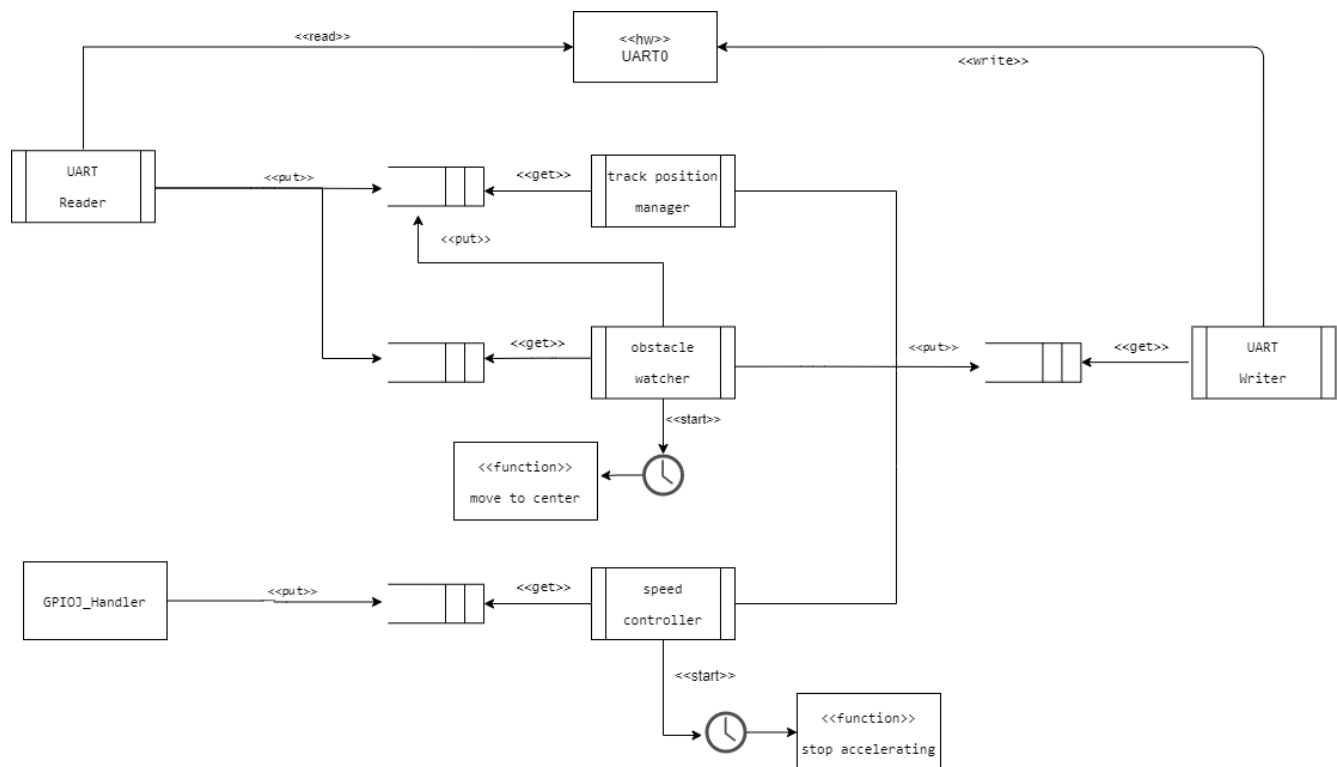 <<read>>
<<hw>>
UART0
<<write>>
UART
Reader
<<put>>
<<get>>
track position
manager
<<put>>
<<get>>
obstacle
watcher
<<put>>
<<get>>
UART
Writer
<<start>>
<<function>>
move to center
GPIOJ_Handler
<<put>>
<<get>>
speed
controller
<<start>>
<<function>>
stop accelerating